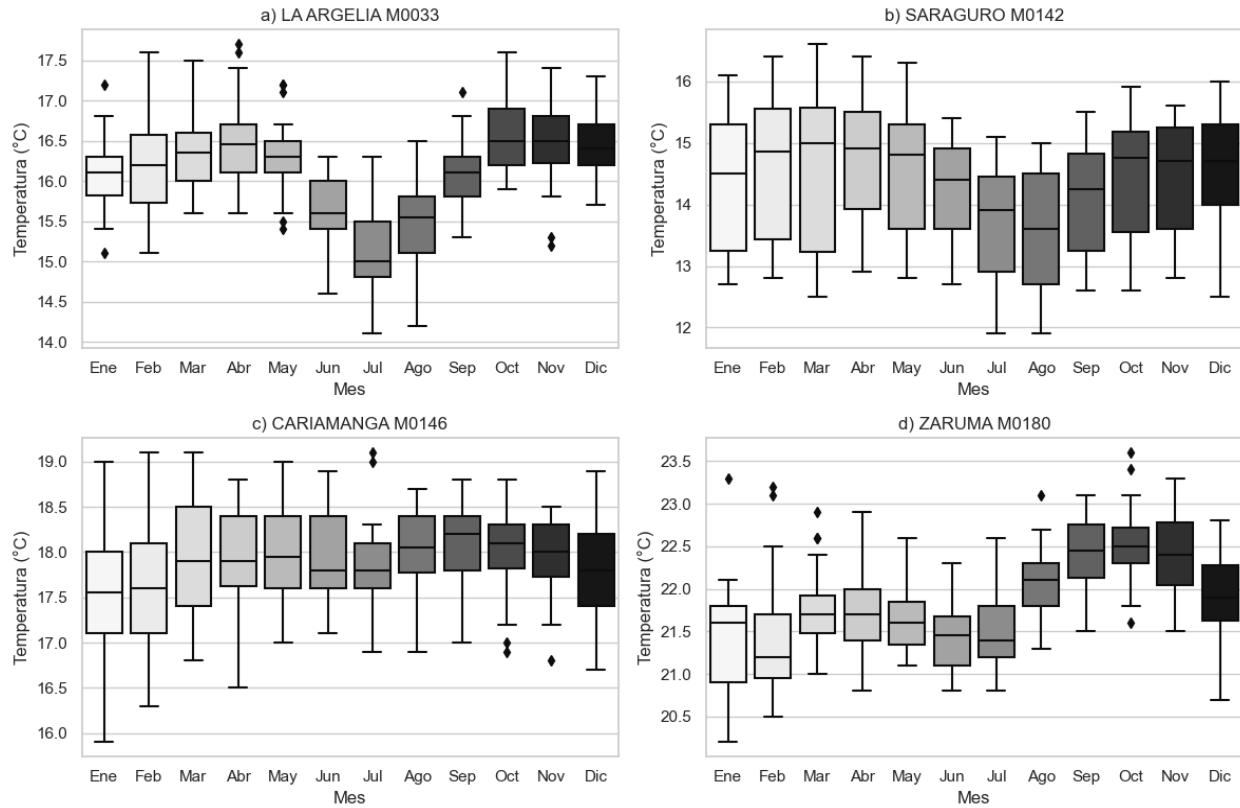 a) LA ARGELIA M0033
Temperatura (°C)
17.5
17.0
16.5
16.0
15.5
15.0
14.5
14.0
Ene Feb Mar Abr May Jun Jul Ago Sep Oct Nov Dic
Mes
b) SARAGURO M0142
Temperatura (°C)
16
15
14
13
12
Ene Feb Mar Abr May Jun Jul Ago Sep Oct Nov Dic
Mes
c) CARIAMANGA M0146
Temperatura (°C)
19.0
18.5
18.0
17.5
17.0
16.5
16.0
Ene Feb Mar Abr May Jun Jul Ago Sep Oct Nov Dic
Mes
d) ZARUMA M0180
Temperatura (°C)
23.5
23.0
22.5
22.0
21.5
21.0
20.5
Ene Feb Mar Abr May Jun Jul Ago Sep Oct Nov Dic
Mes